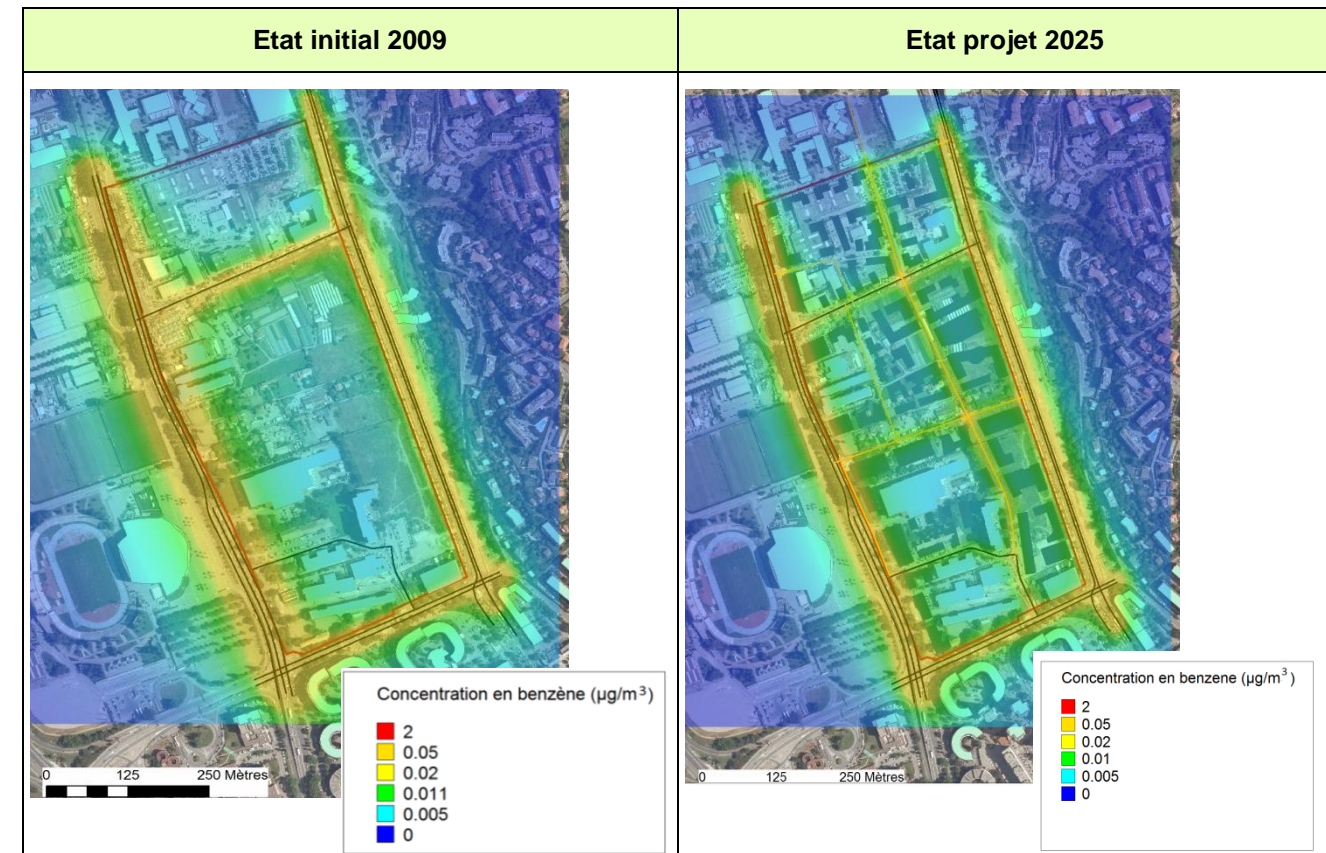 Etat initial 2009
Etat projet 2025
Concentration en benzène (µg/m³)
2
0.05
0.02
0.011
0.005
0
0 125 250 Mètres
Concentration en benzene (µg/m³)
2
0.05
0.02
0.01
0.005
0
0 125 250 Mètres